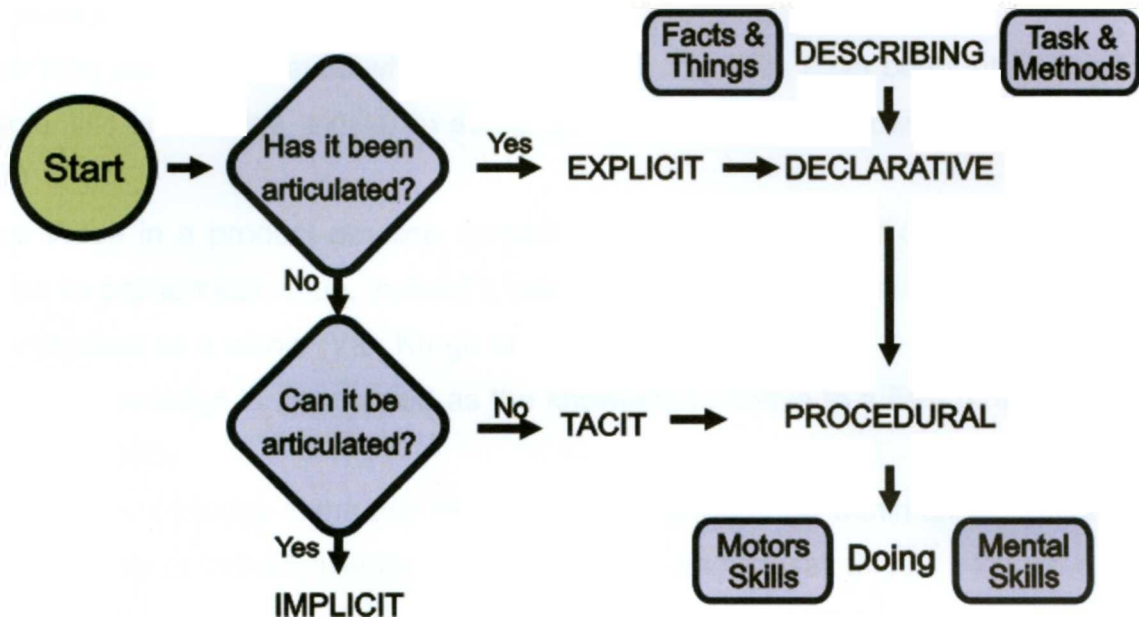 Facts &
Things
DESCRIBING
Task &
Methods
Start
Has it been
articulated?
Yes
EXPLICIT
DECLARATIVE
No
Can it be
articulated?
No
TACIT
PROCEDURAL
Yes
IMPLICIT
Motors
Skills
Doing
Mental
Skills